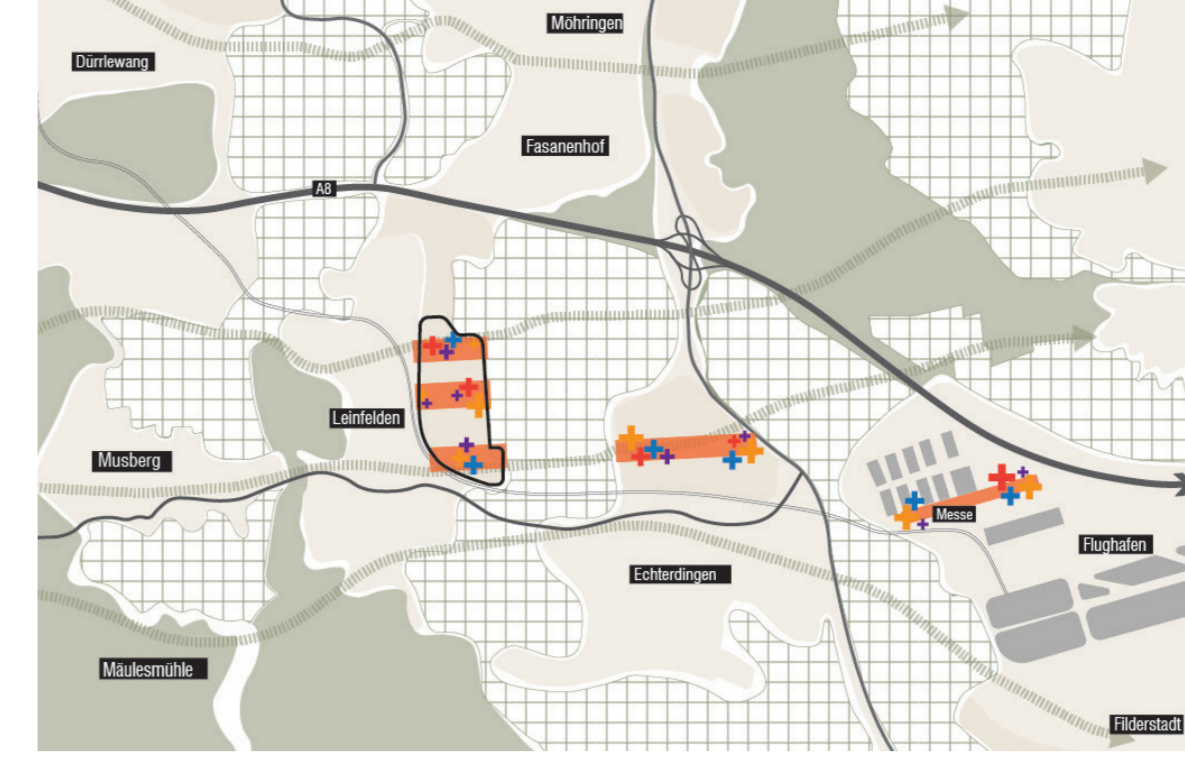 Möhringen
Dürrlewang
Fasanenhof
A8
Leinfelden
Musberg
Messe
Flughafen
Echterdingen
Mäulesmühle
Filderstadt